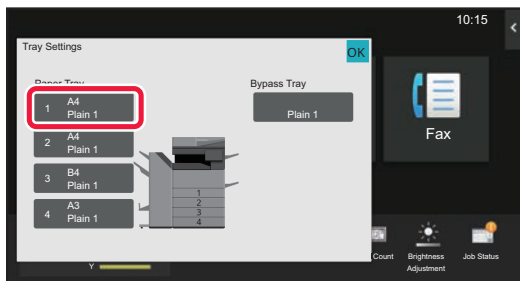 10:15
Tray Settings
OK
Paper Tray
Bypass Tray
1 A4
Plain 1
Plain 1
2 A4
Plain 1
3 B4
Plain 1
4 A3
Plain 1
1
2
3
4
Fax
Count
Brightness
Adjustment
Job Status
Y